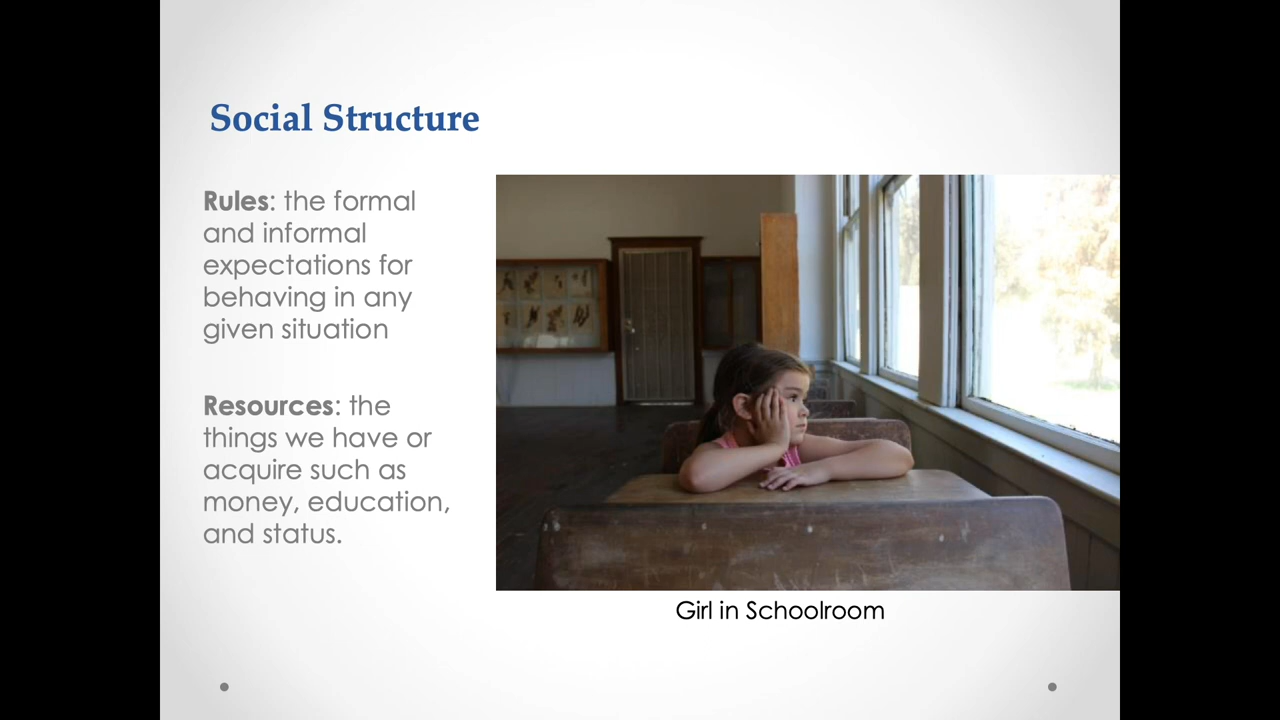 Social Structure
Rules: the formal
and informal
expectations for
behaving in any
given situation
Resources: the
things we have or
acquire such as
money, education,
and status.
Girl in Schoolroom